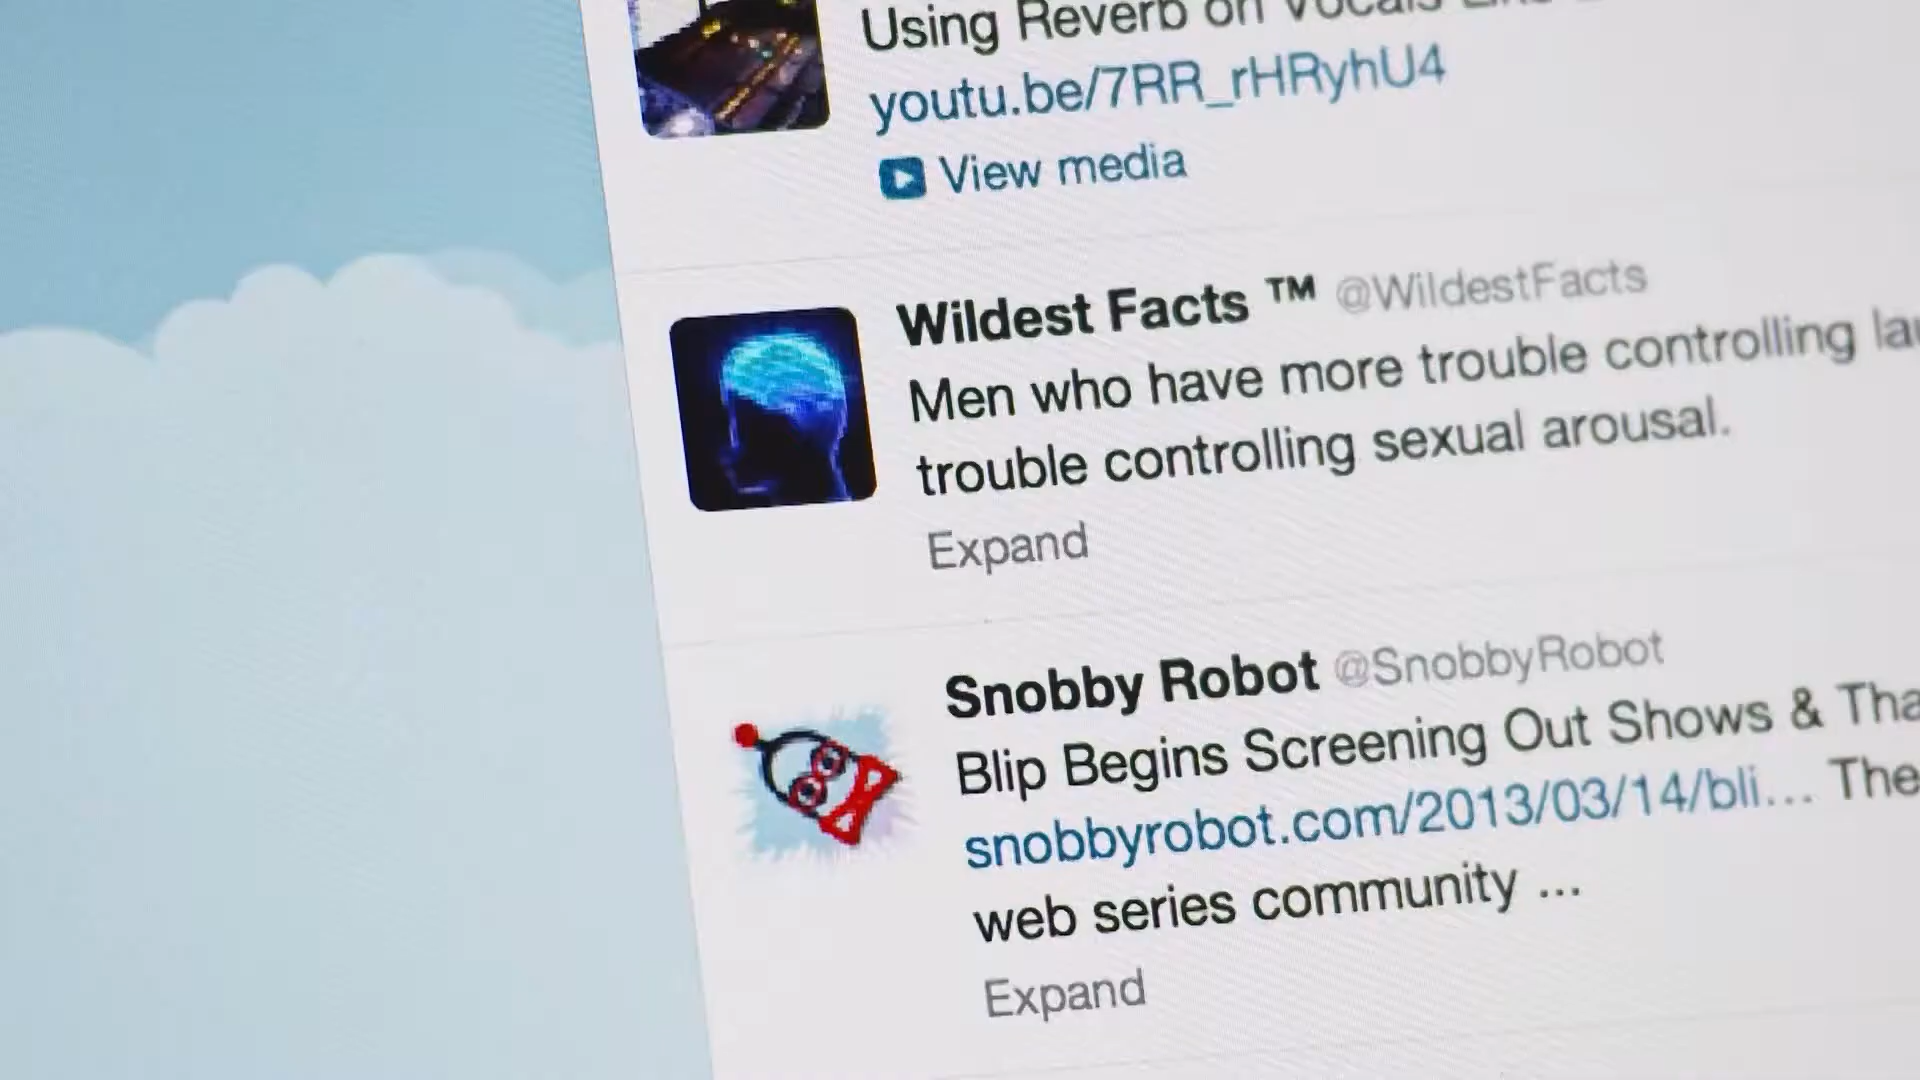 Using Reverb on Vocals
youtu.be/7RR_rHRyhU4
View media
Wildest Facts ™ @WildestFacts
Men who have more trouble controlling
trouble controlling sexual arousal.
Expand
Snobby Robot @SnobbyRobot
Blip Begins Screening Out Shows &
snobbyrobot.com/2013/03/14/bli... The
web series community ...
Expand